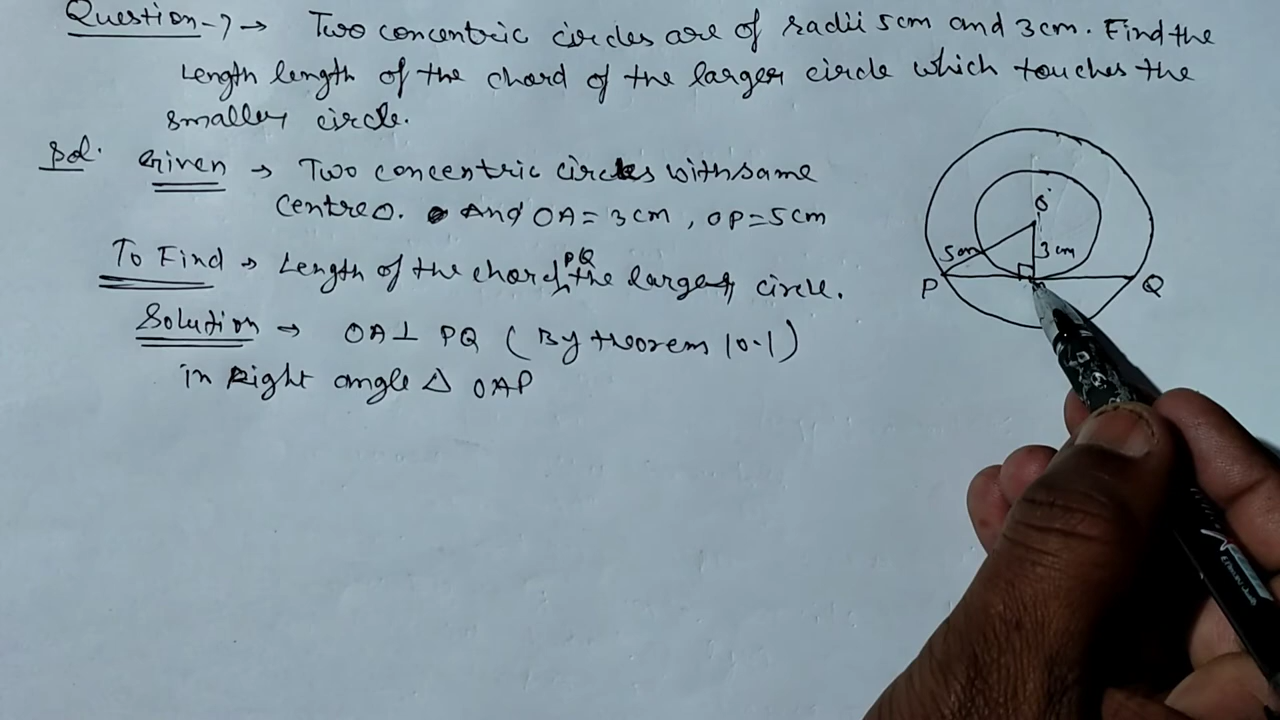 Question-7 → Two concentric circles are of radii 5cm and 3cm. Find the
Length length of the chord of the larger circle which touches the
smaller circle.
Sol. Given → Two concentric circles with same
Centre O. And OA = 3cm, OP = 5cm
To Find → Length of the chord PQ the larger circle.
Solution → OA ⊥ PQ (By theorem 10.1)
in Right angle △ OAP
O
5cm
3cm
P
Q